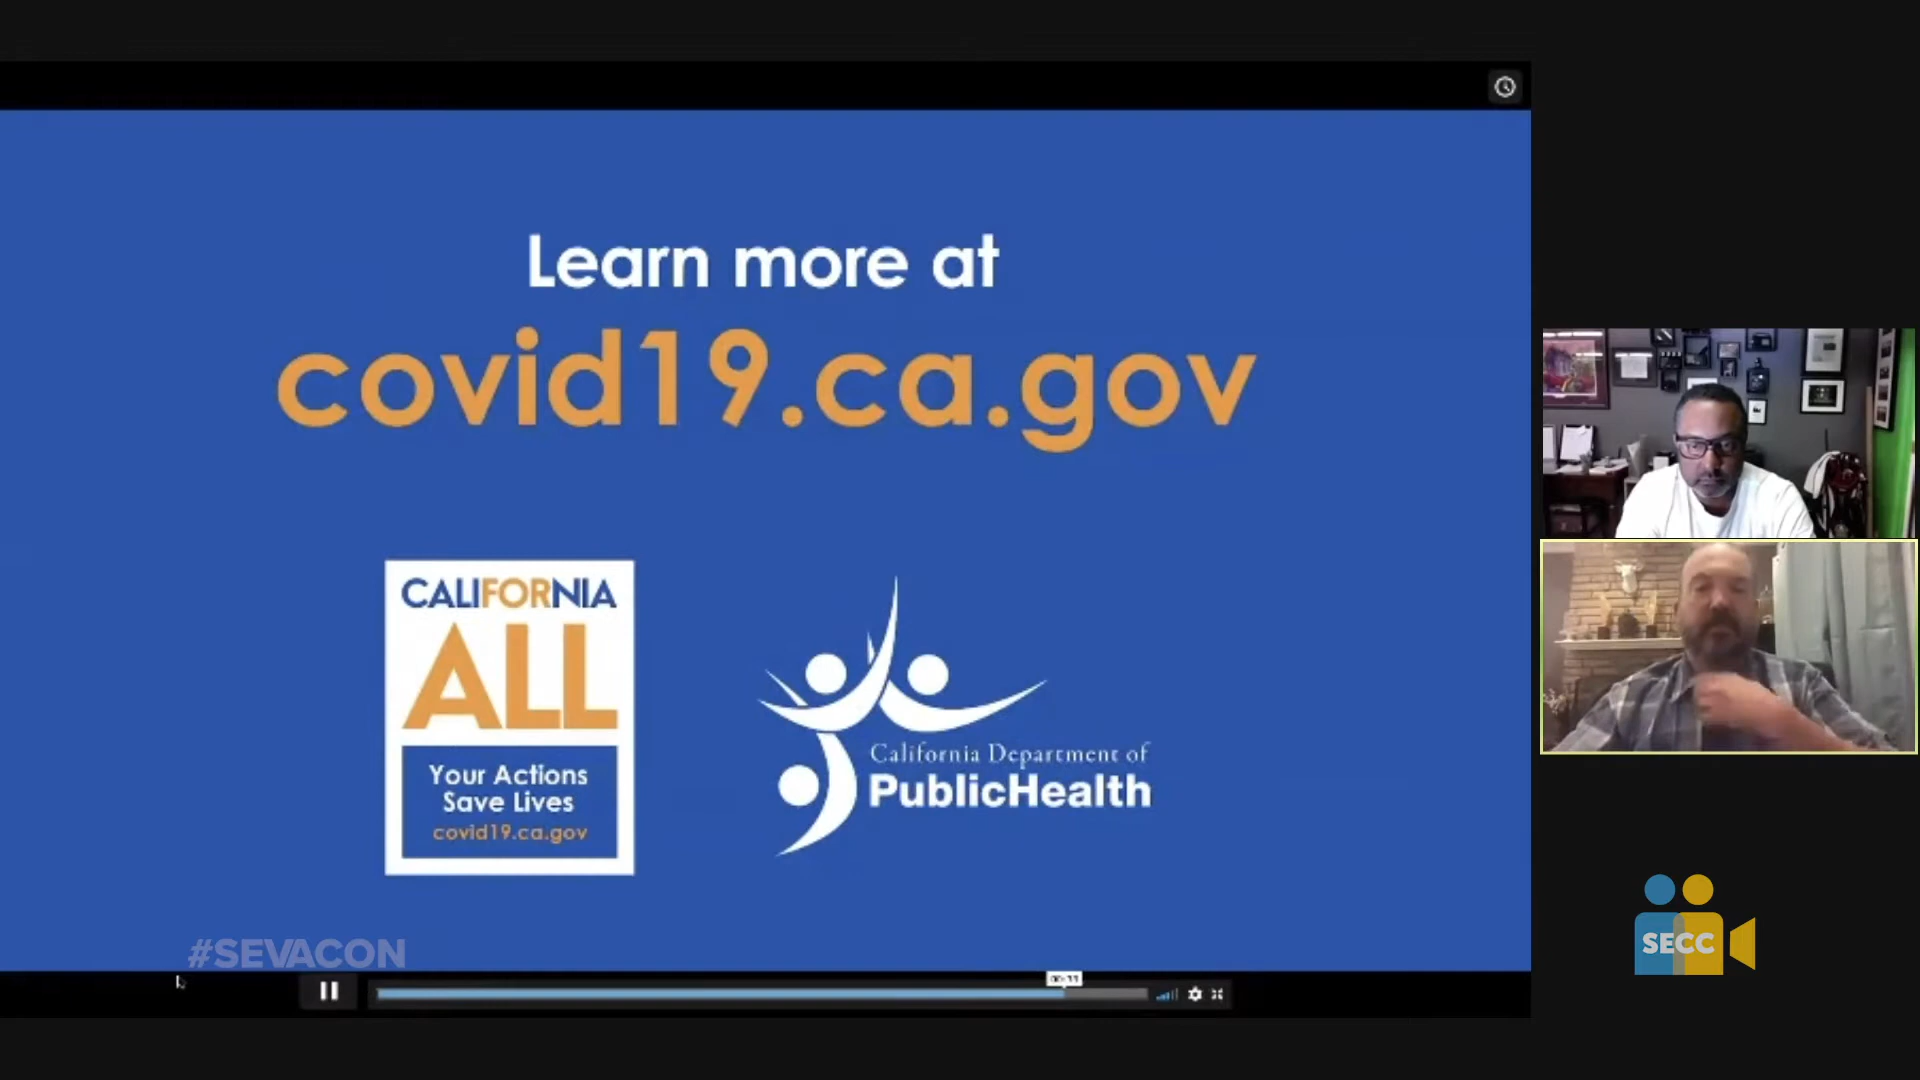 Learn more at
covid19.ca.gov
CALIFORNIA
ALL
Your Actions
Save Lives
covid19.ca.gov
California Department of
PublicHealth
#SEVACON
SECC